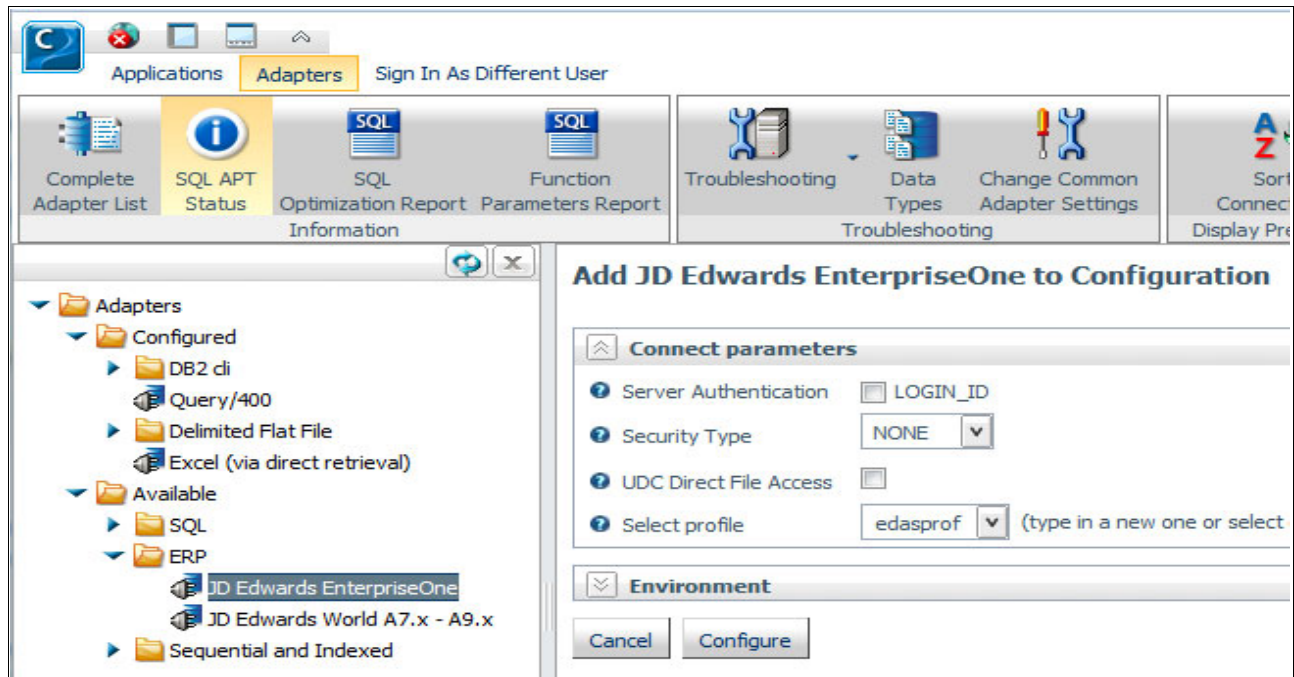 C
Applications Adapters Sign In As Different User
SQL SQL
Complete Adapter List
SQL APT Status
SQL Optimization Report
Function Parameters Report
Information
Troubleshooting
Data Types
Change Common Adapter Settings
Troubleshooting
A
Z
Sort
Connect
Display Pre
Adapters
Configured
DB2 cli
Query/400
Delimited Flat File
Excel (via direct retrieval)
Available
SQL
ERP
JD Edwards EnterpriseOne
JD Edwards World A7.x - A9.x
Sequential and Indexed
Add JD Edwards EnterpriseOne to Configuration
Connect parameters
Server Authentication LOGIN_ID
Security Type NONE
UDC Direct File Access
Select profile edasprof (type in a new one or select
Environment
Cancel Configure